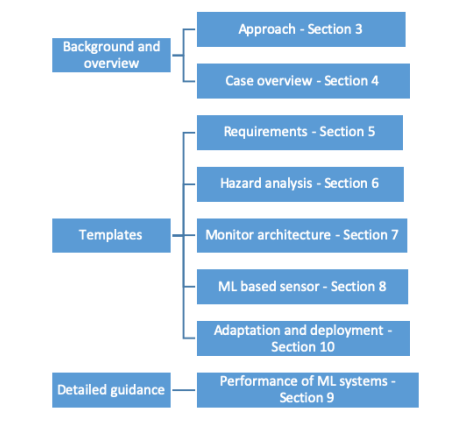 Background and
overview
Approach - Section 3
Case overview - Section 4
Templates
Requirements - Section 5
Hazard analysis - Section 6
Monitor architecture - Section 7
ML based sensor - Section 8
Adaptation and deployment -
Section 10
Detailed guidance
Performance of ML systems -
Section 9